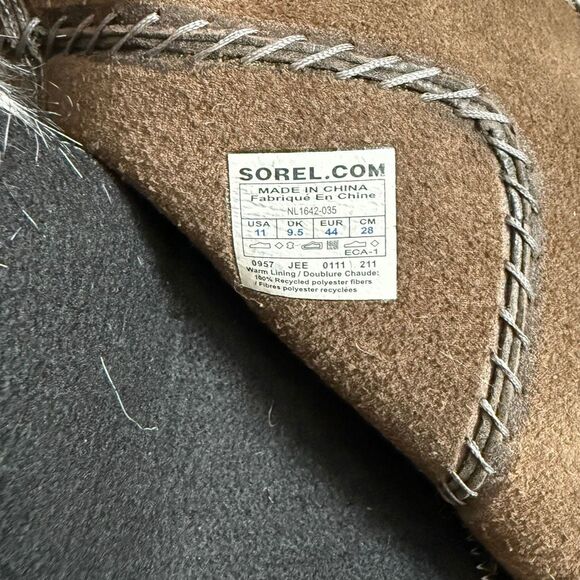 SOREL.COM
MADE IN CHINA
Fabriqué En Chine
NL1642-035
USA UK EUR CM
11 9.5 44 28
ECA-1
0957 JEE 0111 211
Warm Lining / Doublure Chaude:
100% Recycled polyester fibers
/ Fibres polyester recyclées